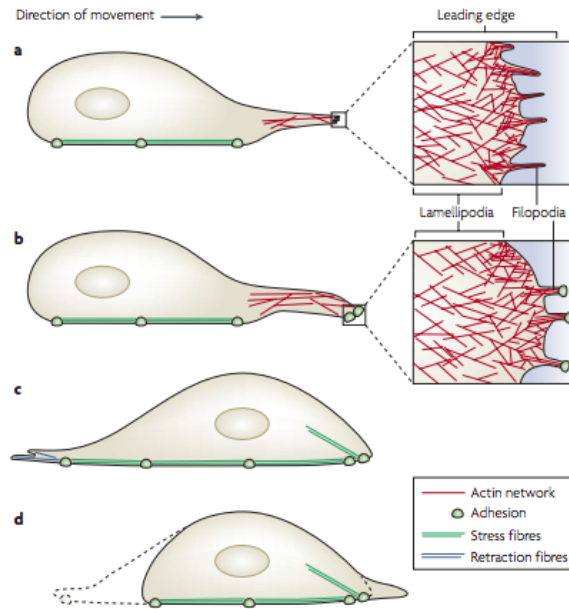 Direction of movement
Leading edge
a
Lamellipodia
Filopodia
b
c
d
Actin network
Adhesion
Stress fibres
Retraction fibres